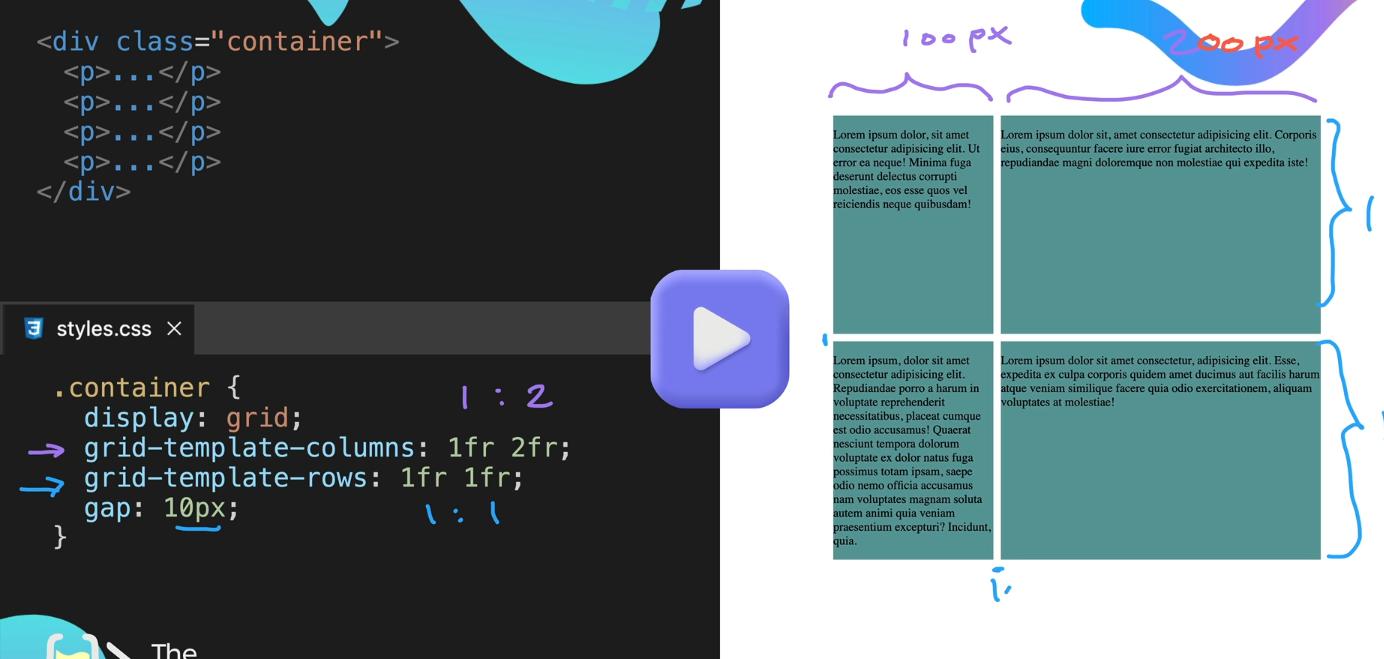 <div class="container">
<p>...</p>
<p>...</p>
<p>...</p>
<p>...</p>
</div>
styles.css
.container {
display: grid;
grid-template-columns: 1fr 2fr;
grid-template-rows: 1fr 1fr;
gap: 10px;
}
1 : 2
1 : 1
The
100px
200px
Lorem ipsum dolor, sit amet
consectetur adipisicing elit. Ut
error ea neque! Minima fuga
deserunt delectus corrupti
molestiae, eos esse quos vel
reiciendis neque quibusdam!
Lorem ipsum dolor sit, amet consectetur adipisicing elit. Corporis
eius, consequuntur facere iure error fugiat architecto illo,
repudiandae magni doloremque non molestiae qui expedita iste!
Lorem ipsum, dolor sit amet
consectetur adipisicing elit.
Repudiandae porro a harum in
voluptate reprehenderit
necessitatibus, placeat cumque
est odio accusamus! Quaerat
nesciunt tempora dolorum
voluptate ex dolor natus fuga
possimus totam ipsam, saepe
odio nemo officia accusamus
nam voluptates magnam soluta
autem animi quia veniam
praesentium excepturi? Incidunt,
quia.
Lorem ipsum dolor sit amet consectetur, adipisicing elit. Esse,
expedita ex culpa corporis quidem amet ducimus aut facilis harum
atque veniam similique facere quia odio exercitationem, aliquam
voluptates at molestiae!